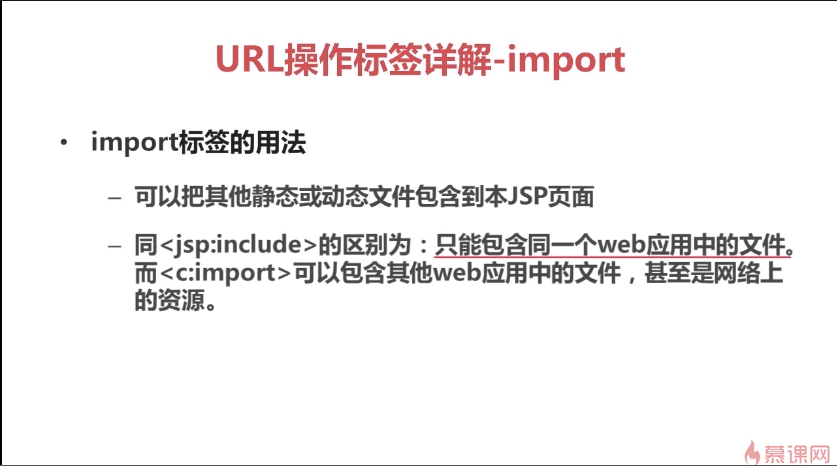 URL操作标签详解-import
• import标签的用法
– 可以把其他静态或动态文件包含到本JSP页面
– 同<jsp:include>的区别为：只能包含同一个web应用中的文件。
而<c:import>可以包含其他web应用中的文件，甚至是网络上
的资源。
慕课网